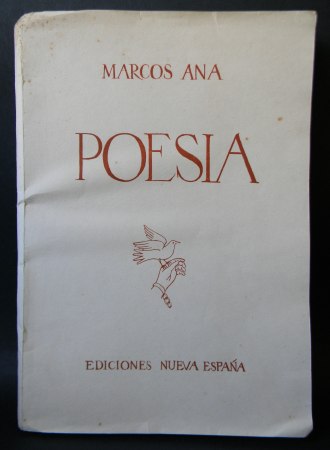 MARCOS ANA
POESIA
EDICIONES NUEVA ESPAÑA